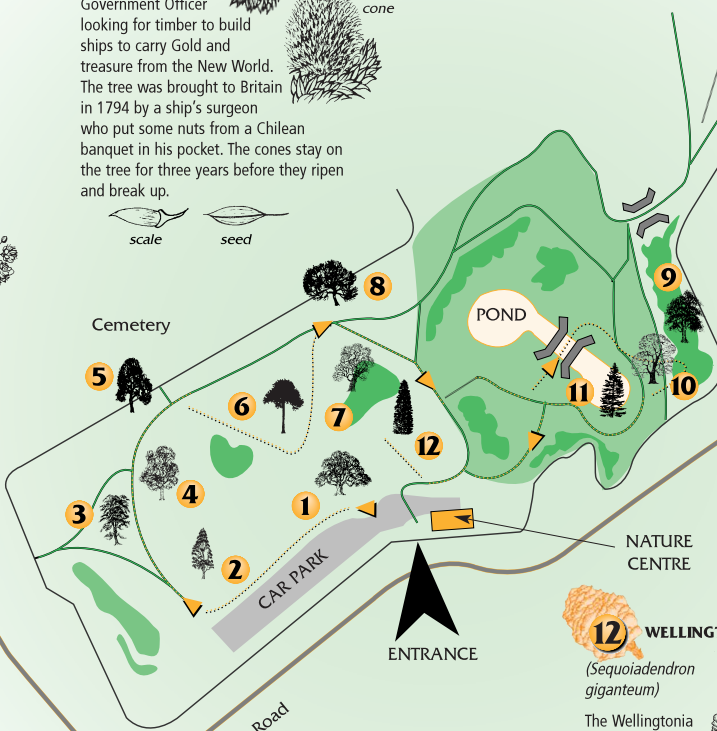 Government Officer
looking for timber to build
ships to carry Gold and
treasure from the New World.
The tree was brought to Britain
in 1794 by a ship's surgeon
who put some nuts from a Chilean
banquet in his pocket. The cones stay on
the tree for three years before they ripen
and break up.
cone
scale
seed
8
9
Cemetery
POND
5
6
7
11
10
12
4
1
3
2
CAR PARK
NATURE
CENTRE
ENTRANCE
Road
12 WELLINGT
(Sequoiadendron
giganteum)
The Wellingtonia